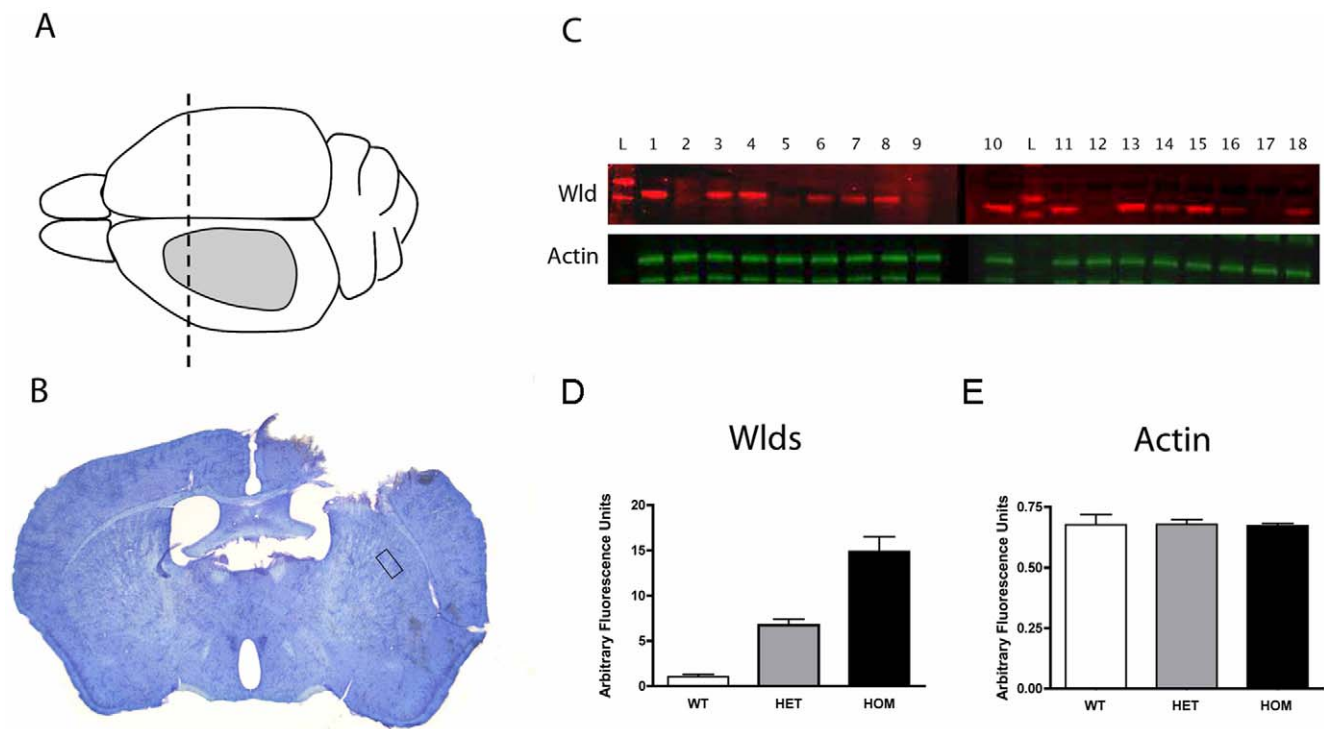 A
C
L 1 2 3 4 5 6 7 8 9 10 L 11 12 13 14 15 16 17 18
Wld
Actin
B
D
Wlds
Arbitrary Fluorescence Units
20
15
10
5
0
WT HET HOM
E
Actin
Arbitrary Fluorescence Units
0.75
0.50
0.25
0.00
WT HET HOM